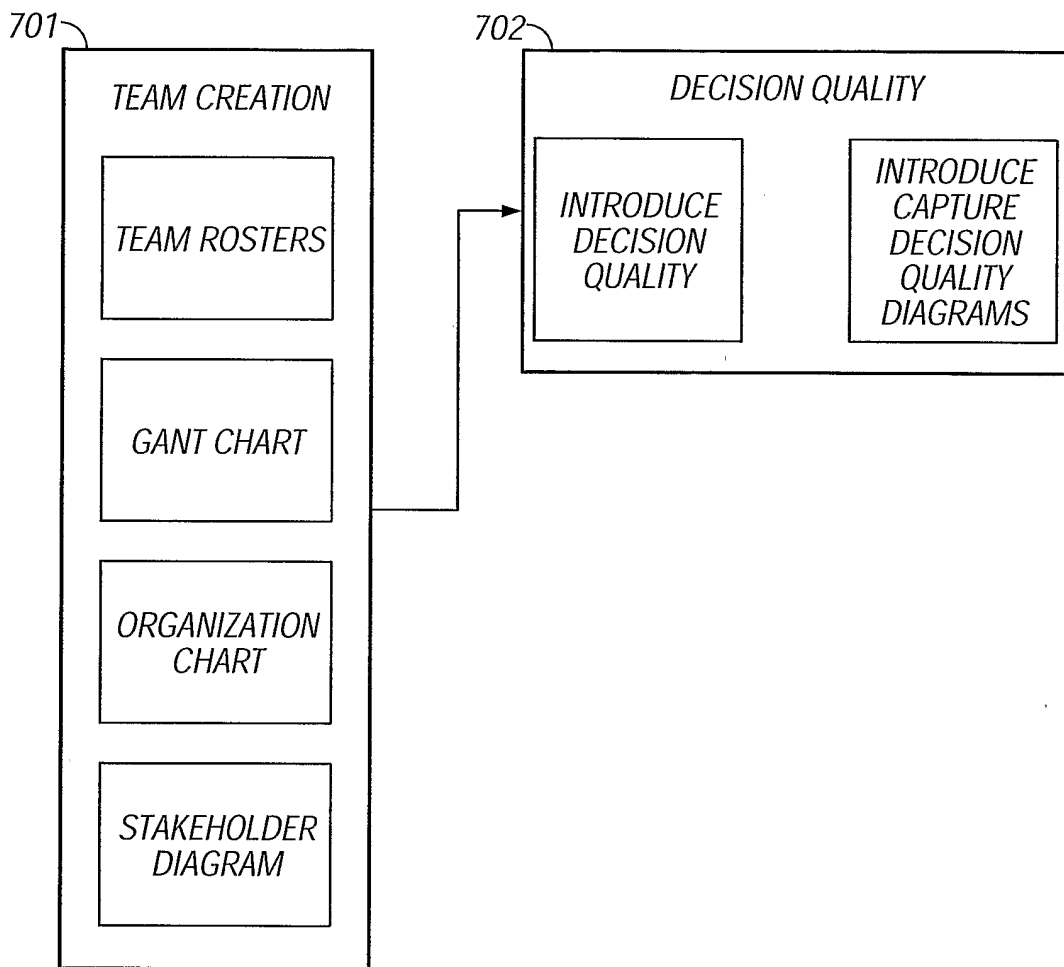 701
TEAM CREATION
TEAM ROSTERS
GANT CHART
ORGANIZATION
CHART
STAKEHOLDER
DIAGRAM
702
DECISION QUALITY
INTRODUCE
DECISION
QUALITY
INTRODUCE
CAPTURE
DECISION
QUALITY
DIAGRAMS